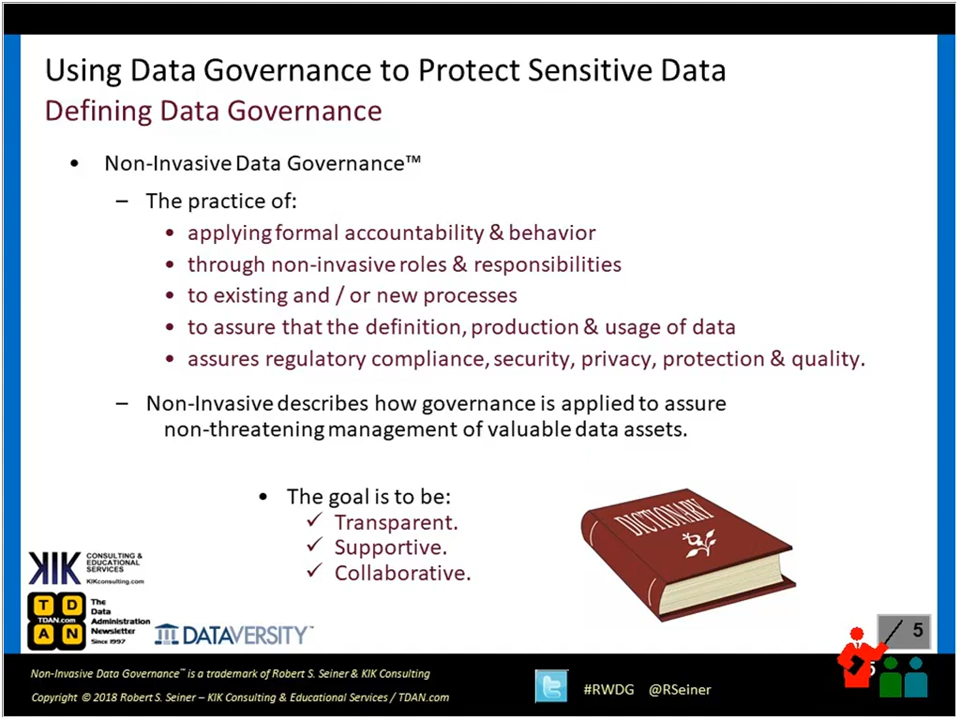 Using Data Governance to Protect Sensitive Data
Defining Data Governance
• Non-Invasive Data Governance™
– The practice of:
• applying formal accountability & behavior
• through non-invasive roles & responsibilities
• to existing and / or new processes
• to assure that the definition, production & usage of data
• assures regulatory compliance, security, privacy, protection & quality.
– Non-Invasive describes how governance is applied to assure
non-threatening management of valuable data assets.
• The goal is to be:
✓ Transparent.
✓ Supportive.
✓ Collaborative.
DICTIONARY
KIK CONSULTING &
EDUCATIONAL
SERVICES
KIKconsulting.com
T D
TDAN.com
A N
The
Data
Administration
Newsletter
Since 1997
DATAVERSITY™
5
5
Non-Invasive Data Governance™ is a trademark of Robert S. Seiner & KIK Consulting
Copyright © 2018 Robert S. Seiner – KIK Consulting & Educational Services / TDAN.com
#RWDG @RSeiner